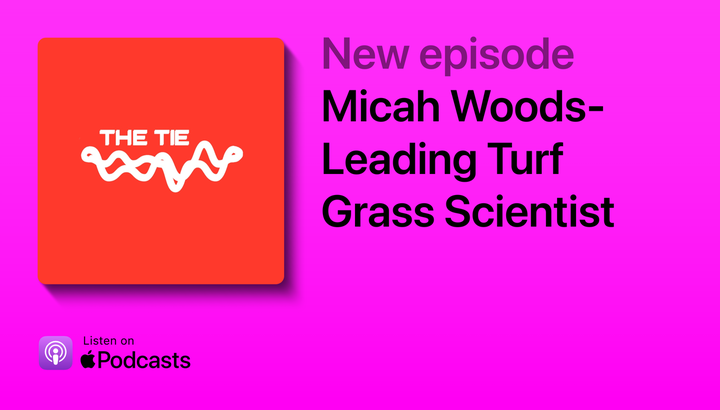 THE TIE
New episode
Micah Woods-
Leading Turf
Grass Scientist
Listen on
Podcasts